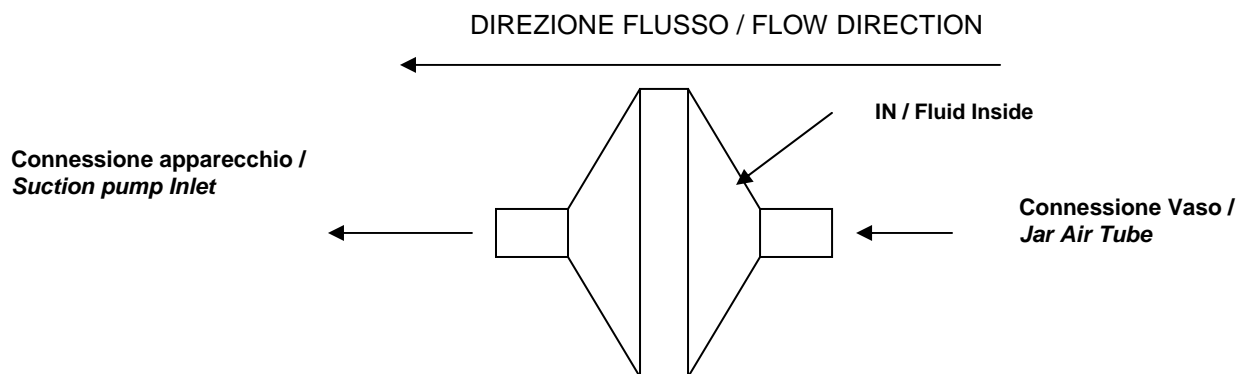 DIREZIONE FLUSSO / FLOW DIRECTION
IN / Fluid Inside
Connessione apparecchio /
Suction pump Inlet
Connessione Vaso /
Jar Air Tube